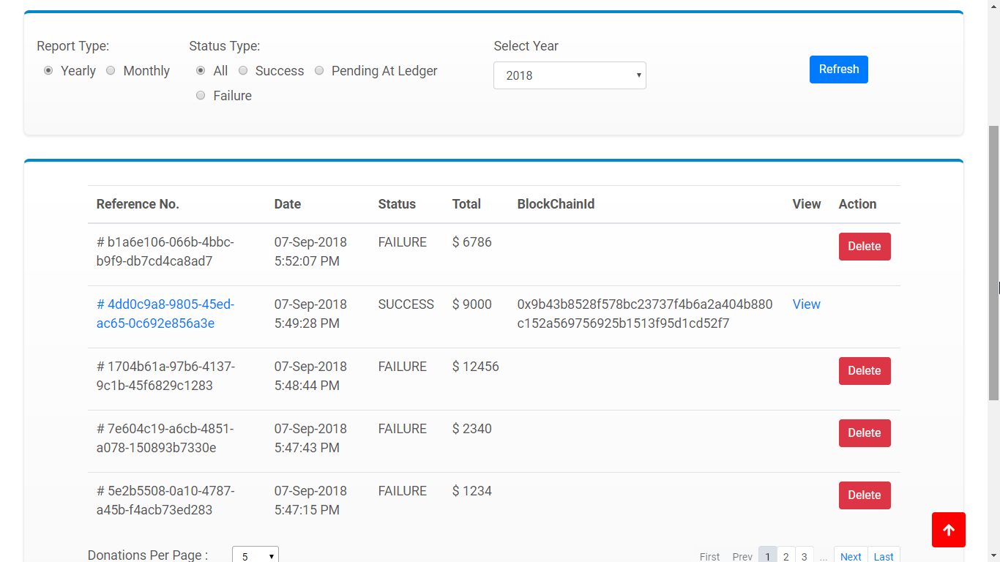 Report Type: Status Type: Select Year
Yearly Monthly All Success Pending At Ledger 2018 Refresh
Failure
Reference No. Date Status Total BlockChainId View Action
# b1a6e106-066b-4bbc- 07-Sep-2018 FAILURE $ 6786 Delete
b9f9-db7cd4ca8ad7 5:52:07 PM
# 4dd0c9a8-9805-45ed- 07-Sep-2018 SUCCESS $ 9000 0x9b43b8528f578bc23737f4b6a2a404b880 View
ac65-0c692e856a3e 5:49:28 PM c152a569756925b1513f95d1cd52f7
# 1704b61a-97b6-4137- 07-Sep-2018 FAILURE $ 12456 Delete
9c1b-45f6829c1283 5:48:44 PM
# 7e604c19-a6cb-4851- 07-Sep-2018 FAILURE $ 2340 Delete
a078-150893b7330e 5:47:43 PM
# 5e2b5508-0a10-4787- 07-Sep-2018 FAILURE $ 1234 Delete
a45b-f4acb73ed283 5:47:15 PM
Donations Per Page : 5 First Prev 1 2 3 ... Next Last